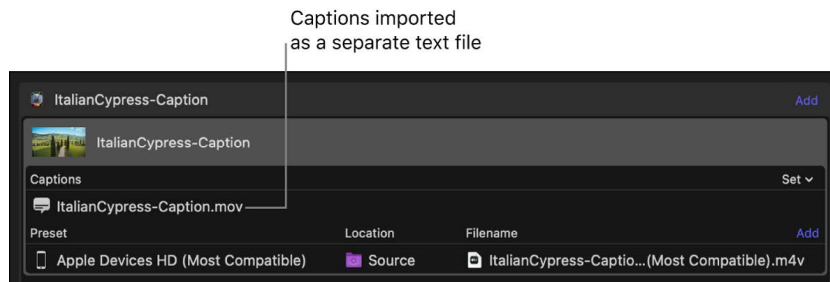 Captions imported
as a separate text file
ItalianCypress-Caption Add
ItalianCypress-Caption
Captions Set
ItalianCypress-Caption.mov
Preset Location Filename Add
Apple Devices HD (Most Compatible) Source ItalianCypress-Captio...(Most Compatible).m4v